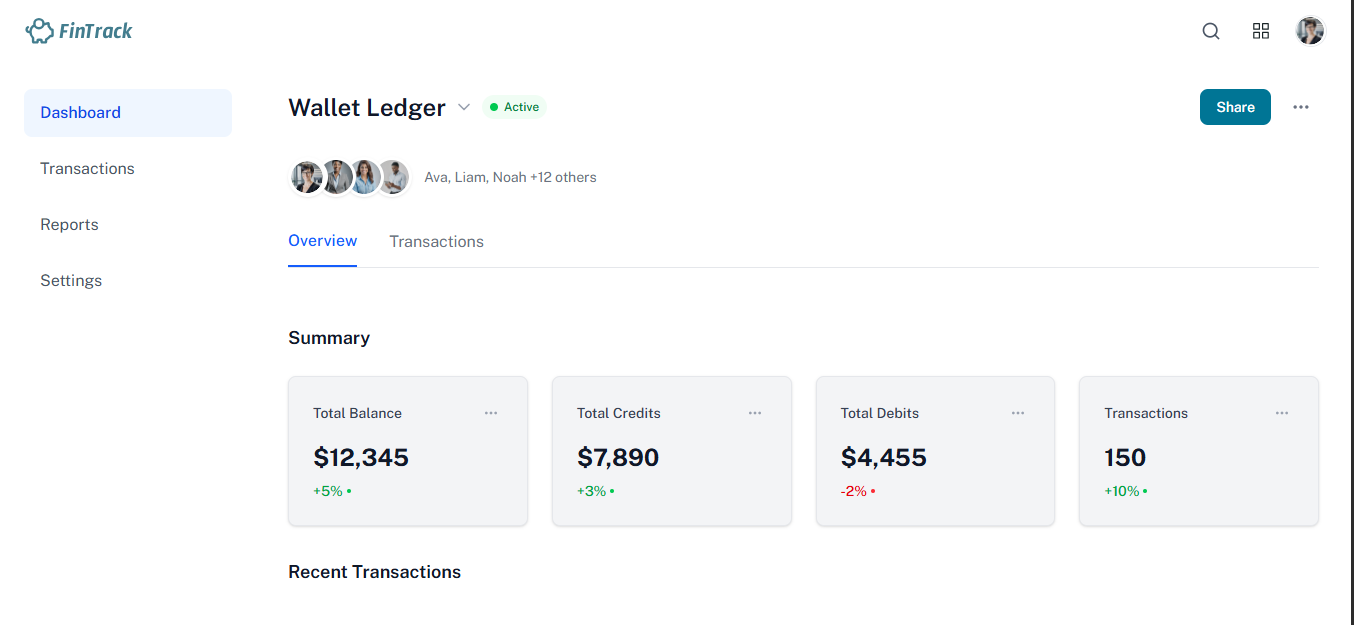 FinTrack
Dashboard
Transactions
Reports
Settings
Wallet Ledger
Active
Share
Ava, Liam, Noah +12 others
Overview
Transactions
Summary
Total Balance
$12,345
+5%
Total Credits
$7,890
+3%
Total Debits
$4,455
-2%
Transactions
150
+10%
Recent Transactions